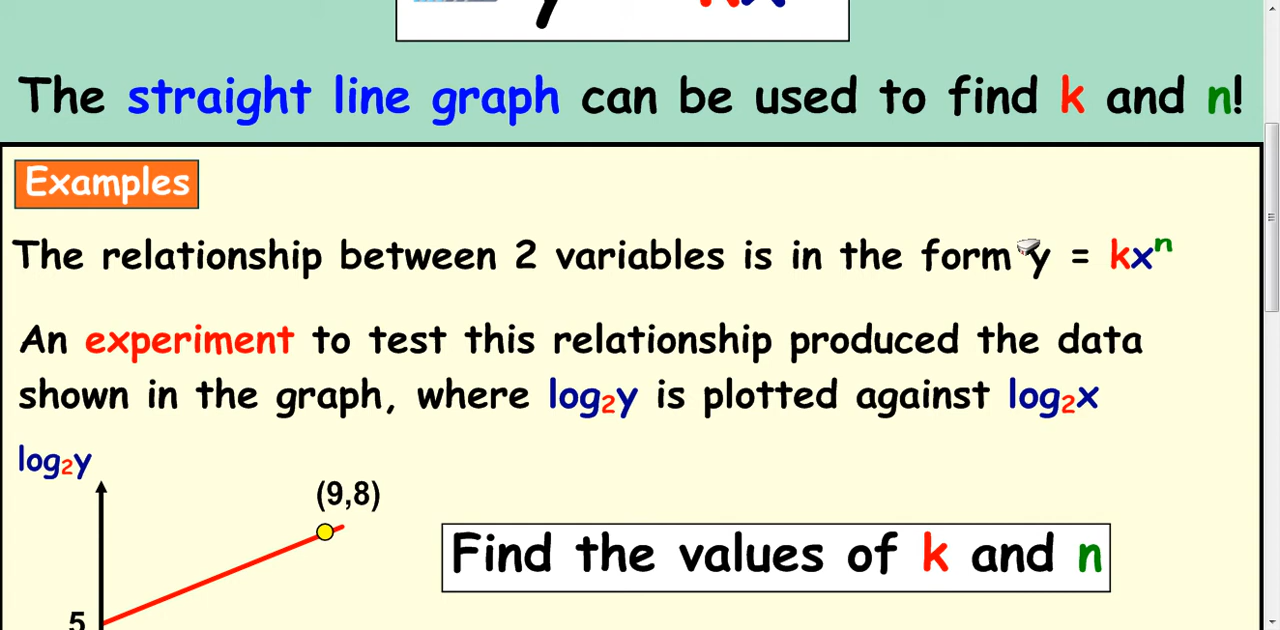 The straight line graph can be used to find k and n!
Examples
The relationship between 2 variables is in the form y = kxⁿ
An experiment to test this relationship produced the data
shown in the graph, where log₂y is plotted against log₂x
log₂y
(9,8)
Find the values of k and n
5